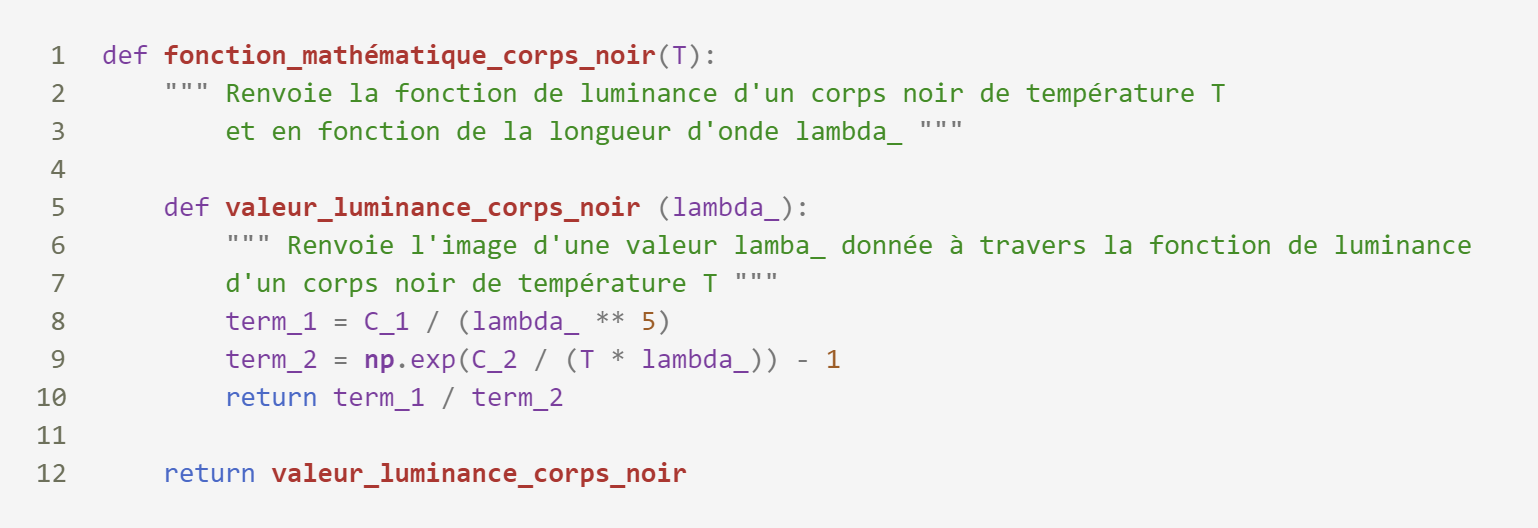 1 def fonction_mathématique_corps_noir(T):
2     """ Renvoie la fonction de luminance d'un corps noir de température T
3         et en fonction de la longueur d'onde lambda_ """
4
5     def valeur_luminance_corps_noir (lambda_):
6         """ Renvoie l'image d'une valeur lamba_ donnée à travers la fonction de luminance
7         d'un corps noir de température T """
8         term_1 = C_1 / (lambda_ ** 5)
9         term_2 = np.exp(C_2 / (T * lambda_)) - 1
10         return term_1 / term_2
11
12     return valeur_luminance_corps_noir